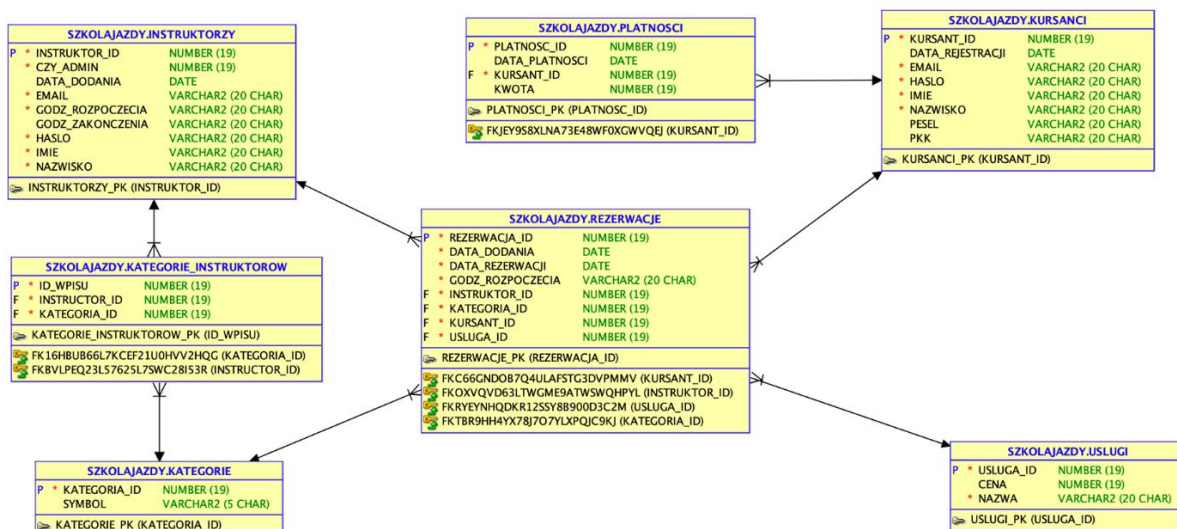 SZKOLAJAZDY.INSTRUKTORZY
P * INSTRUKTOR_ID NUMBER (19)
* CZY_ADMIN NUMBER (19)
DATA_DODANIA DATE
* EMAIL VARCHAR2 (20 CHAR)
* GODZ_ROZPOCZECIA VARCHAR2 (20 CHAR)
GODZ_ZAKONCZENIA VARCHAR2 (20 CHAR)
* HASLO VARCHAR2 (20 CHAR)
* IMIE VARCHAR2 (20 CHAR)
* NAZWISKO VARCHAR2 (20 CHAR)
INSTRUKTORZY_PK (INSTRUKTOR_ID)
SZKOLAJAZDY.PLATNOSCI
P * PLATNOSC_ID NUMBER (19)
DATA_PLATNOSCI DATE
F * KURSANT_ID NUMBER (19)
KWOTA NUMBER (19)
PLATNOSCI_PK (PLATNOSC_ID)
FKJEY9S8XLNA73E48WF0XGWVQEJ (KURSANT_ID)
SZKOLAJAZDY.KURSANCI
P * KURSANT_ID NUMBER (19)
DATA_REJESTRACJI DATE
* EMAIL VARCHAR2 (20 CHAR)
* HASLO VARCHAR2 (20 CHAR)
* IMIE VARCHAR2 (20 CHAR)
* NAZWISKO VARCHAR2 (20 CHAR)
PESEL VARCHAR2 (20 CHAR)
PKK VARCHAR2 (20 CHAR)
KURSANCI_PK (KURSANT_ID)
SZKOLAJAZDY.KATEGORIE_INSTRUKTOROW
P * ID_WPISU NUMBER (19)
F * INSTRUCTOR_ID NUMBER (19)
F * KATEGORIA_ID NUMBER (19)
KATEGORIE_INSTRUKTOROW_PK (ID_WPISU)
FK16HBUB66L7KCEF21U0HVV2HQG (KATEGORIA_ID)
FKBVLPEQ23L57625L7SWC28I53R (INSTRUCTOR_ID)
SZKOLAJAZDY.REZERWACJE
P * REZERWACJA_ID NUMBER (19)
* DATA_DODANIA DATE
* DATA_REZERWACJI DATE
* GODZ_ROZPOCZECIA VARCHAR2 (20 CHAR)
F * INSTRUKTOR_ID NUMBER (19)
F * KATEGORIA_ID NUMBER (19)
F * KURSANT_ID NUMBER (19)
F * USLUGA_ID NUMBER (19)
REZERWACJE_PK (REZERWACJA_ID)
FKC66GNDOB7Q4ULAFSTG3DVPMMV (KURSANT_ID)
FKOXVQVD63LTWGME9ATWSWQHPYL (INSTRUKTOR_ID)
FKRYEYNHQDKR12SSY8B900D3C2M (USLUGA_ID)
FKTBR9HH4YX78J7O7YLXPQJC9KJ (KATEGORIA_ID)
SZKOLAJAZDY.KATEGORIE
P * KATEGORIA_ID NUMBER (19)
SYMBOL VARCHAR2 (5 CHAR)
KATEGORIE_PK (KATEGORIA_ID)
SZKOLAJAZDY.USLUGI
P * USLUGA_ID NUMBER (19)
CENA NUMBER (19)
* NAZWA VARCHAR2 (20 CHAR)
USLUGI_PK (USLUGA_ID)